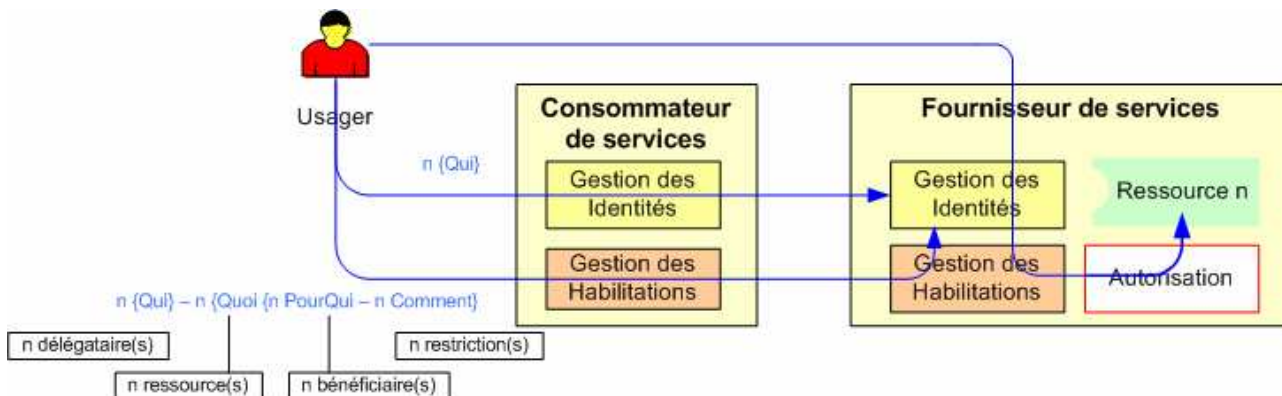 Usager
Consommateur
de services
Fournisseur de services
n {Qui}
Gestion des
Identités
Gestion des
Identités
Ressource n
Gestion des
Habilitations
Gestion des
Habilitations
Autorisation
n {Qui} – n {Quoi {n PourQui – n Comment}
n délégataire(s)
n restriction(s)
n ressource(s)
n bénéficiaire(s)